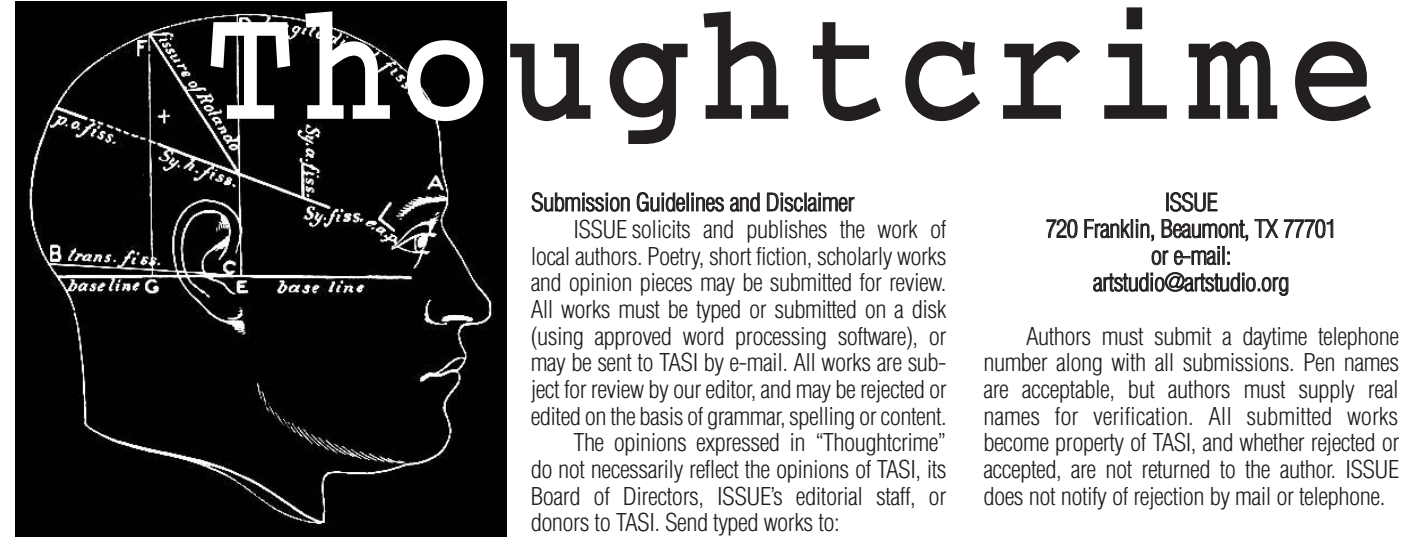 Thoughtcrime
F
fissure of Rolando
p.o.fiss.
Sy.h.fiss.
Sy.a.fiss.
Sy.fiss.
e.a.p.
A
B trans. fiss.
C
base line G
E
base line
Submission Guidelines and Disclaimer
ISSUE solicits and publishes the work of
local authors. Poetry, short fiction, scholarly works
and opinion pieces may be submitted for review.
All works must be typed or submitted on a disk
(using approved word processing software), or
may be sent to TASI by e-mail. All works are sub-
ject for review by our editor, and may be rejected or
edited on the basis of grammar, spelling or content.
The opinions expressed in “Thoughtcrime”
do not necessarily reflect the opinions of TASI, its
Board of Directors, ISSUE’s editorial staff, or
donors to TASI. Send typed works to:
ISSUE
720 Franklin, Beaumont, TX 77701
or e-mail:
artstudio@artstudio.org
Authors must submit a daytime telephone
number along with all submissions. Pen names
are acceptable, but authors must supply real
names for verification. All submitted works
become property of TASI, and whether rejected or
accepted, are not returned to the author. ISSUE
does not notify of rejection by mail or telephone.